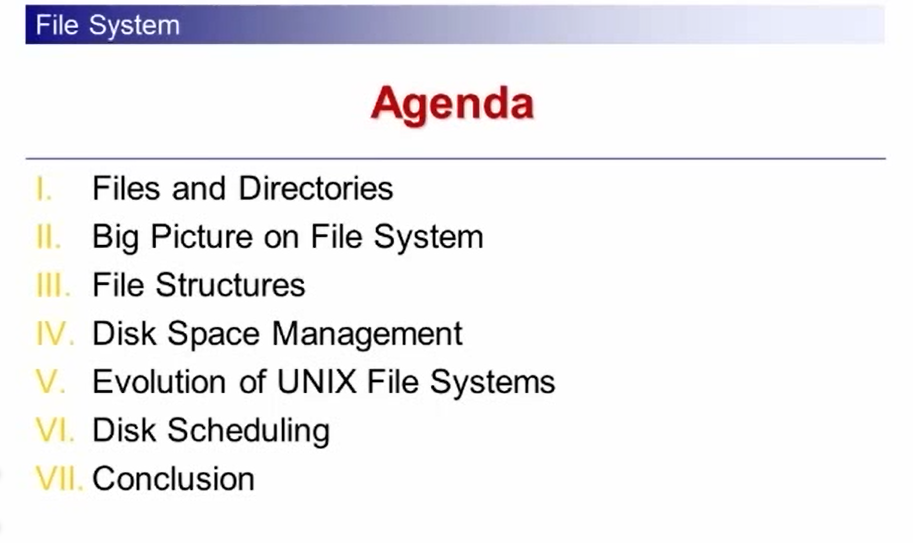 File System
Agenda
I. Files and Directories
II. Big Picture on File System
III. File Structures
IV. Disk Space Management
V. Evolution of UNIX File Systems
VI. Disk Scheduling
VII. Conclusion